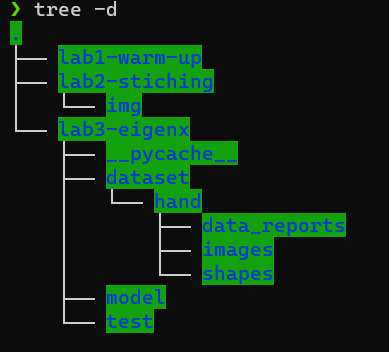 ❯ tree -d
.
├── lab1-warm-up
├── lab2-stiching
│   └── img
└── lab3-eigenx
    ├── __pycache__
    ├── dataset
    │   └── hand
    │       ├── data_reports
    │       ├── images
    │       └── shapes
    ├── model
    └── test